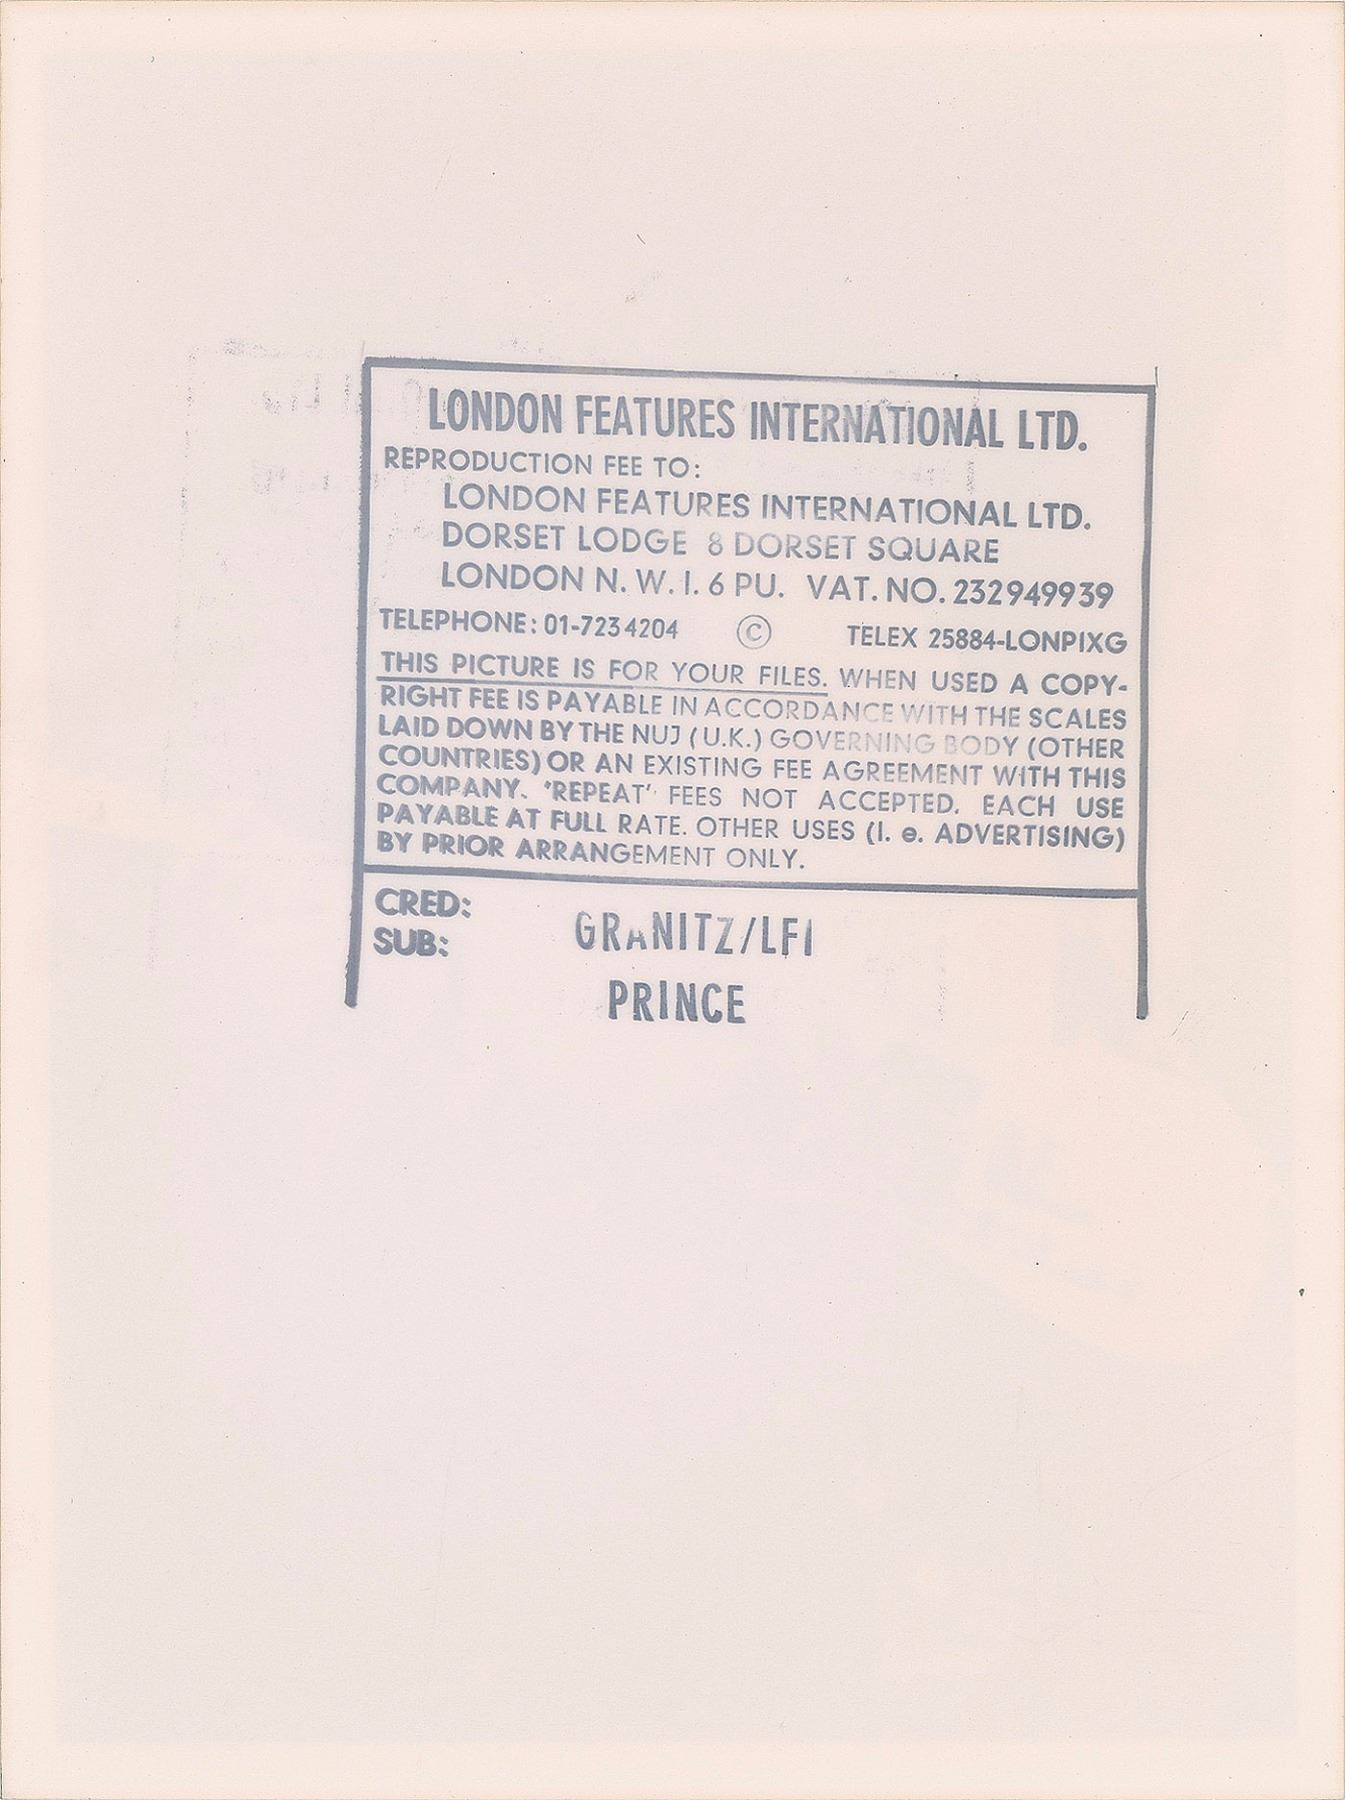 LONDON FEATURES INTERNATIONAL LTD.
REPRODUCTION FEE TO:
LONDON FEATURES INTERNATIONAL LTD.
DORSET LODGE 8 DORSET SQUARE
LONDON N. W. I. 6 PU. VAT. NO. 232949939
TELEPHONE: 01-7234204 © TELEX 25884-LONPIXG
THIS PICTURE IS FOR YOUR FILES. WHEN USED A COPY-
RIGHT FEE IS PAYABLE IN ACCORDANCE WITH THE SCALES
LAID DOWN BY THE NUJ (U.K.) GOVERNING BODY (OTHER
COUNTRIES) OR AN EXISTING FEE AGREEMENT WITH THIS
COMPANY. 'REPEAT' FEES NOT ACCEPTED. EACH USE
PAYABLE AT FULL RATE. OTHER USES (I. e. ADVERTISING)
BY PRIOR ARRANGEMENT ONLY.
CRED: GRANITZ/LFI
SUB: PRINCE